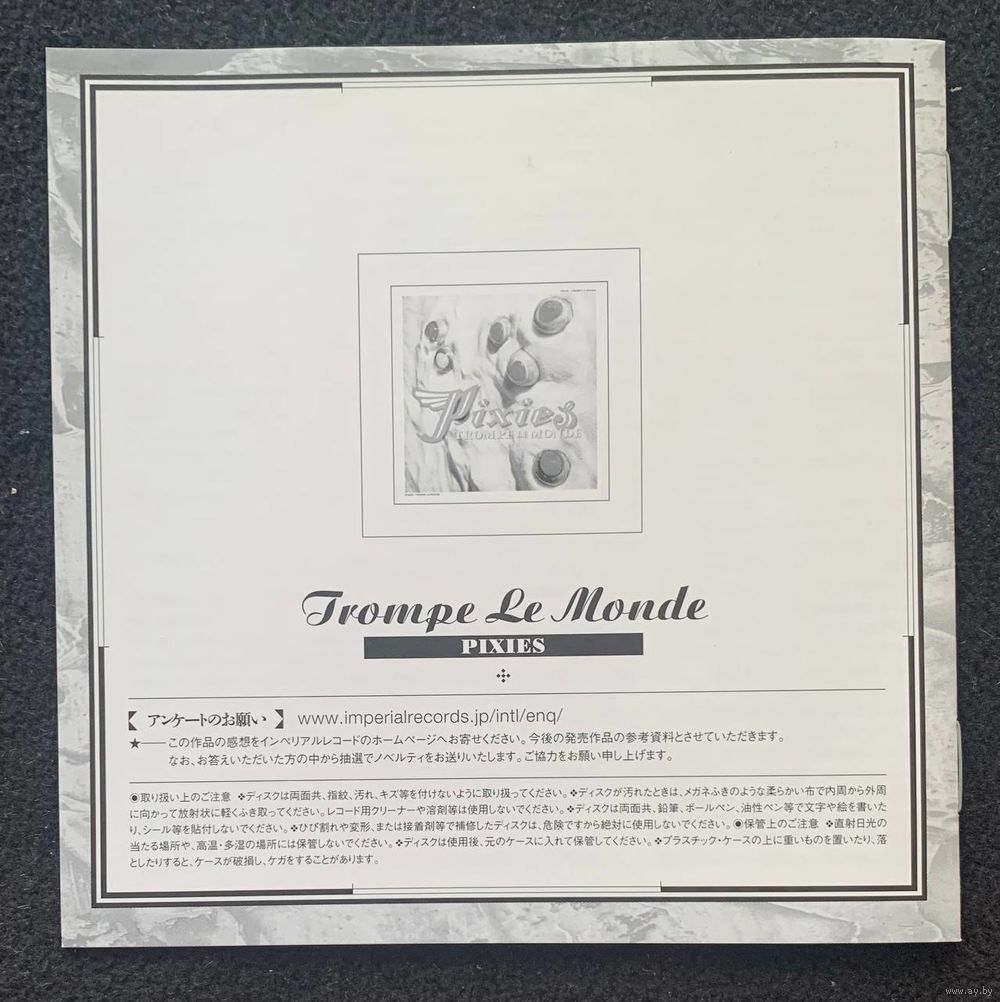 Pixies
TROMPE LE MONDE
Trompe Le Monde
PIXIES
【アンケートのお願い】 www.imperialrecords.jp/intl/enq/
★——この作品の感想をインペリアルレコードのホームページへお寄せください。今後の発売作品の参考資料とさせていただきます。
なお、お答えいただいた方の中から抽選でノベルティをお送りいたします。ご協力をお願い申し上げます。
◉取り扱い上のご注意 ❖ディスクは両面共、指紋、汚れ、キズ等を付けないように取り扱ってください。❖ディスクが汚れたときは、メガネふきのような柔らかい布で内周から外周
に向かって放射状に軽くふき取ってください。レコード用クリーナーや溶剤等は使用しないでください。❖ディスクは両面共、鉛筆、ボールペン、油性ペン等で文字や絵を書いた
り、シール等を貼付しないでください。❖ひび割れや変形、または接着剤等で補修したディスクは、危険ですから絶対に使用しないでください。◉保管上のご注意 ❖直射日光の
当たる場所や、高温・多湿の場所には保管しないでください。❖ディスクは使用後、元のケースに入れて保管してください。❖プラスチック・ケースの上に重いものを置いたり、落
としたりすると、ケースが破損し、ケガをすることがあります。
www.ay.by